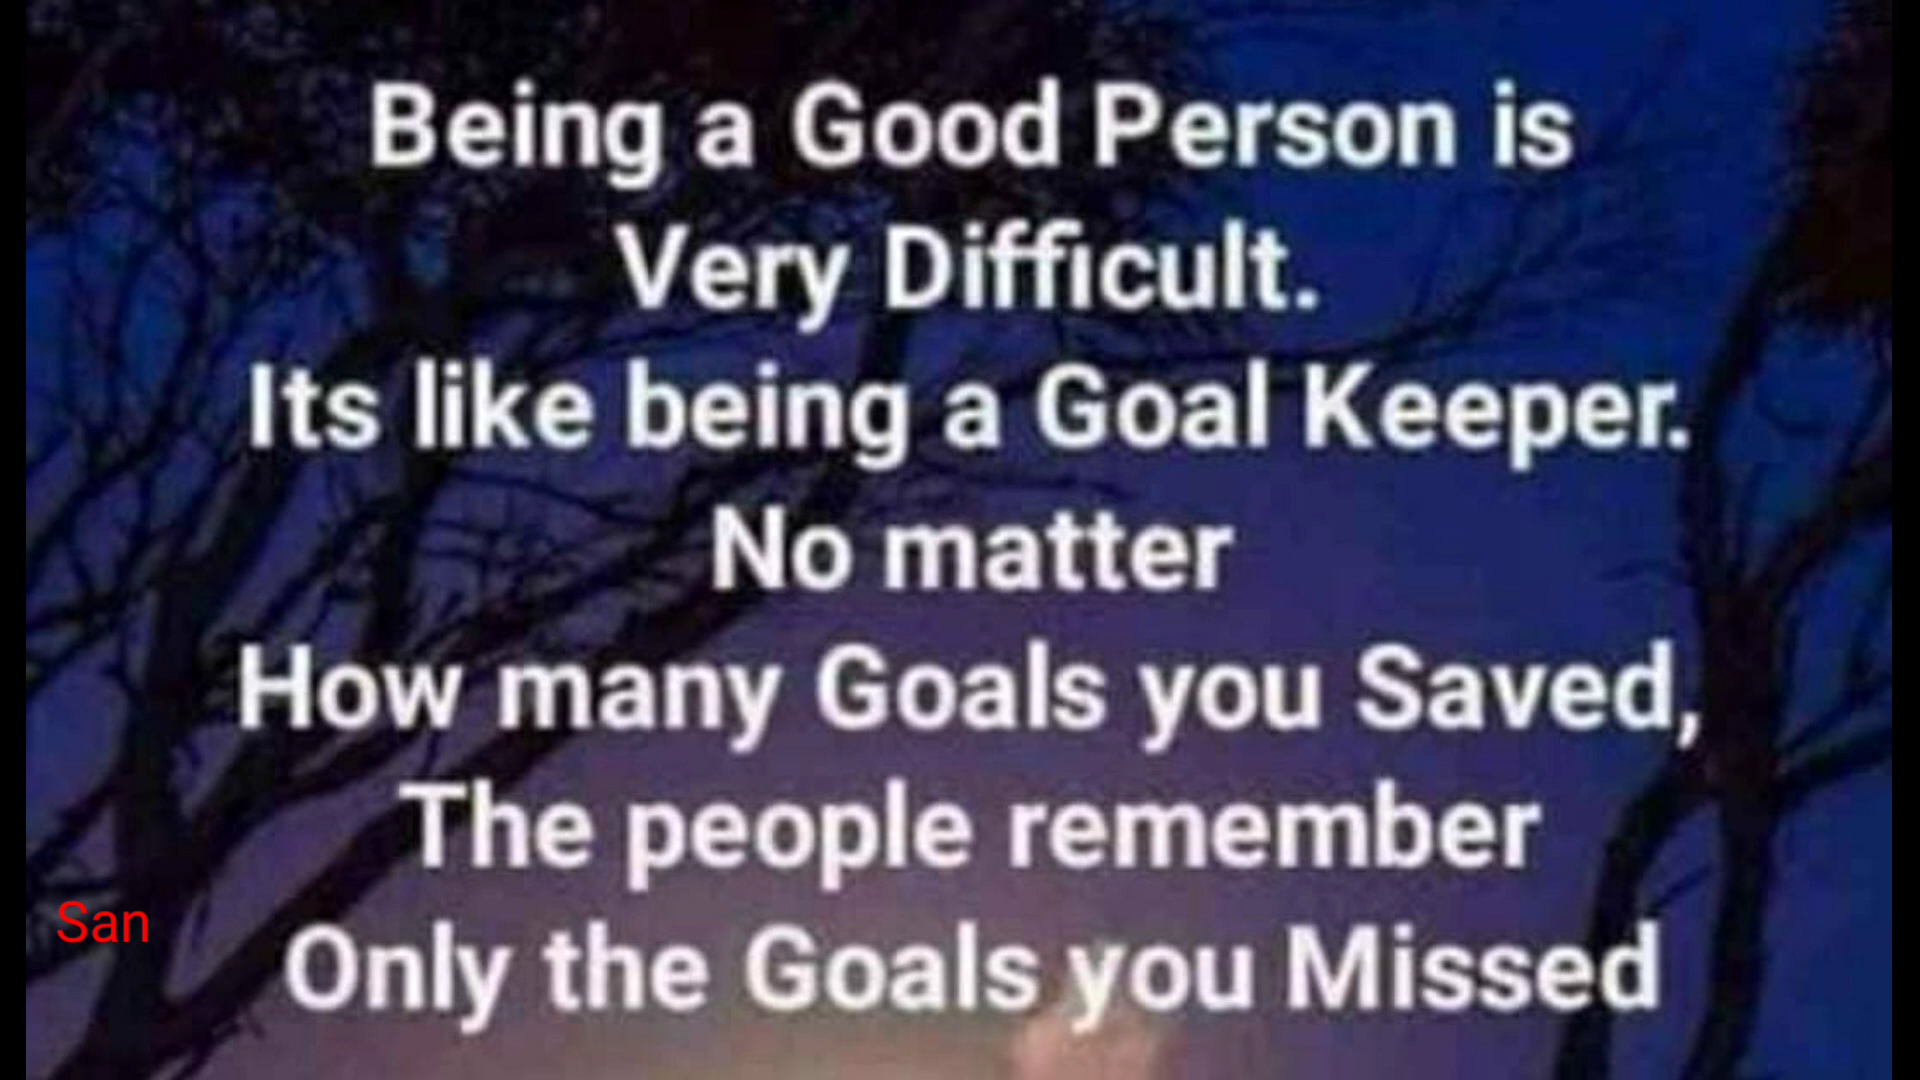 Being a Good Person is
Very Difficult.
Its like being a Goal Keeper.
No matter
How many Goals you Saved,
The people remember
San
Only the Goals you Missed